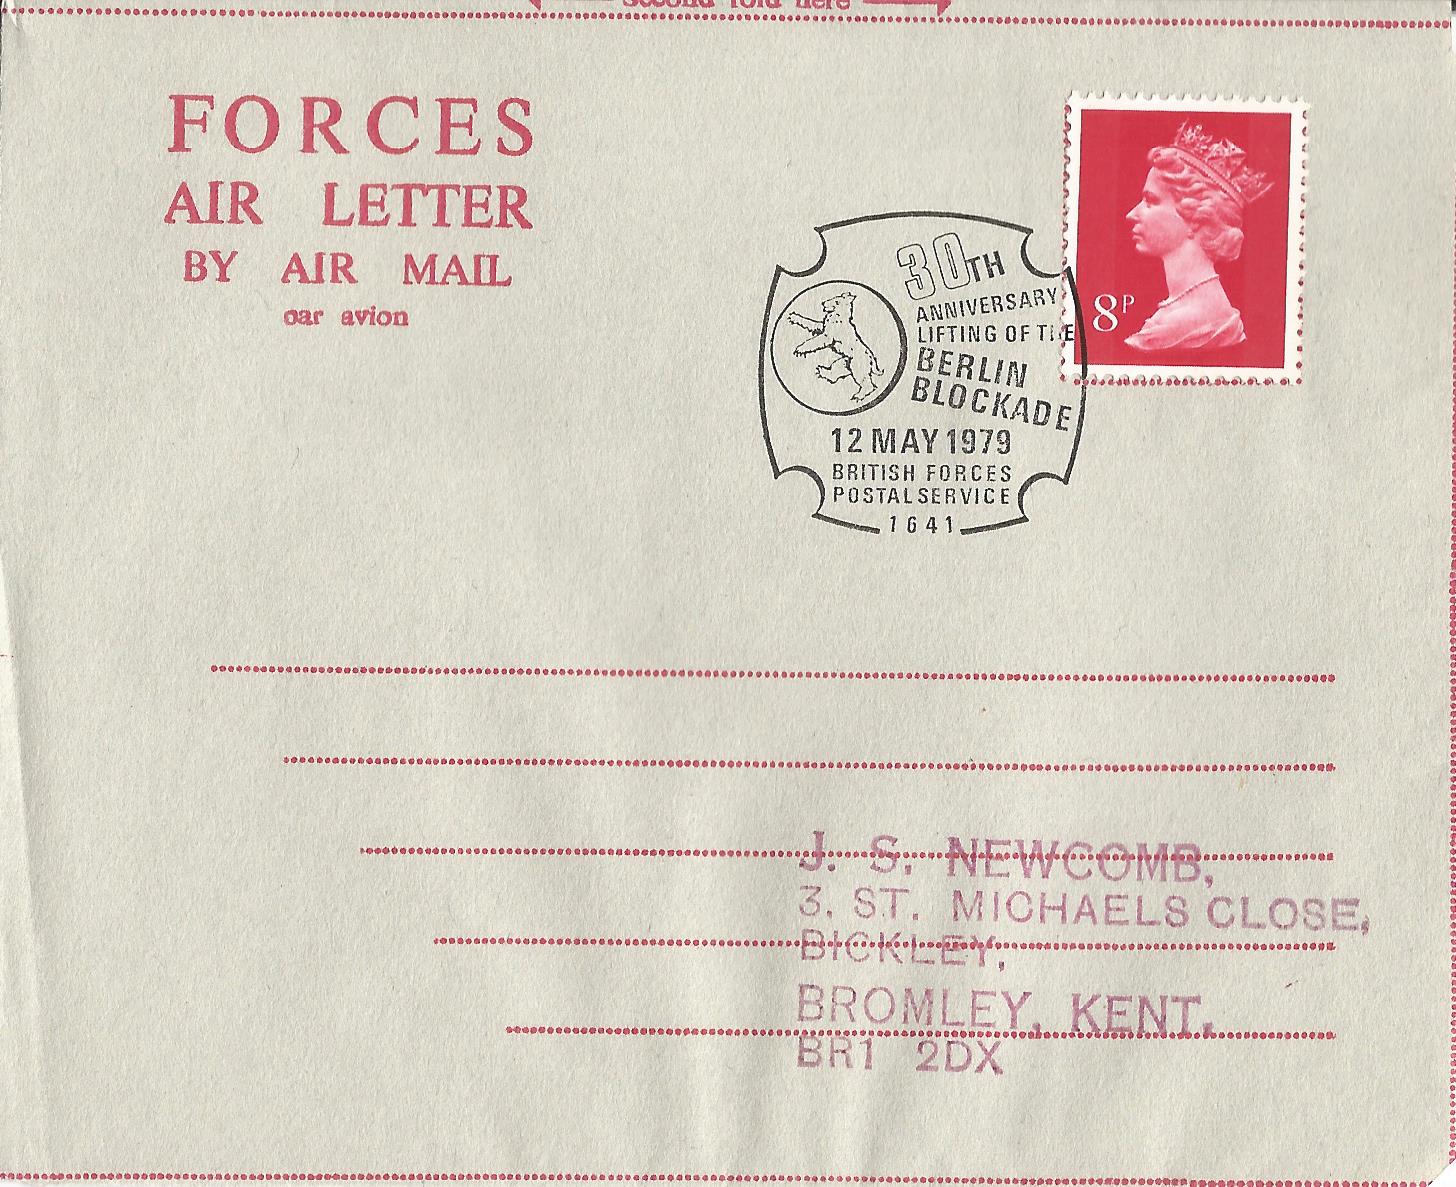 second fold here
FORCES
AIR LETTER
BY AIR MAIL
oar avion
8P
30TH
ANNIVERSARY
LIFTING OF THE
BERLIN
BLOCKADE
12 MAY 1979
BRITISH FORCES
POSTAL SERVICE
1641
J. S. NEWCOMB,
3. ST. MICHAELS CLOSE,
BICKLEY,
BROMLEY, KENT.
BR1 2DX